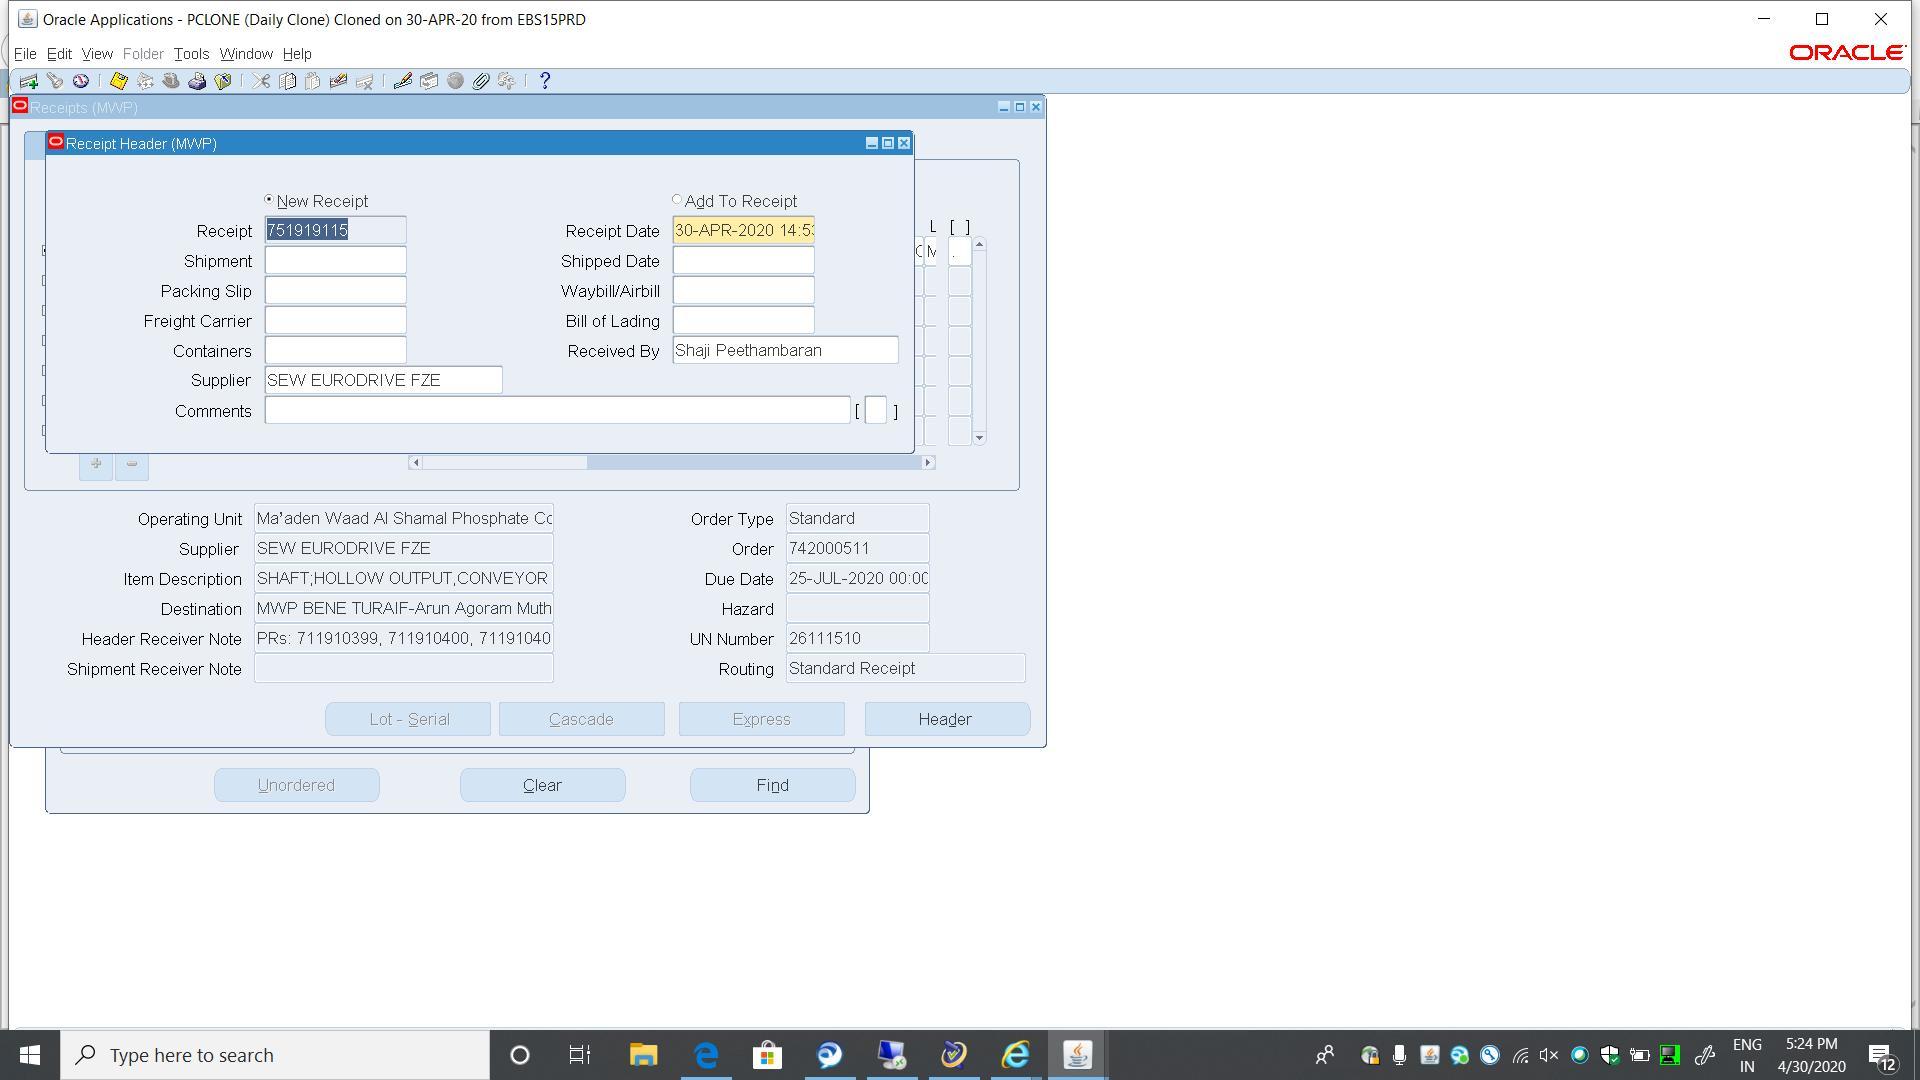 Oracle Applications - PCLONE (Daily Clone) Cloned on 30-APR-20 from EBS15PRD
File Edit View Folder Tools Window Help
ORACLE
Receipts (MWP)
Receipt Header (MWP)
New Receipt
Add To Receipt
Receipt 751919115
Receipt Date 30-APR-2020 14:53
Shipment
Shipped Date
Packing Slip
Waybill/Airbill
Freight Carrier
Bill of Lading
Containers
Received By Shaji Peethambaran
Supplier SEW EURODRIVE FZE
Comments
[ ]
L [ ]
M .
+ -
Operating Unit Ma'aden Waad Al Shamal Phosphate Co
Order Type Standard
Supplier SEW EURODRIVE FZE
Order 742000511
Item Description SHAFT;HOLLOW OUTPUT,CONVEYOR
Due Date 25-JUL-2020 00:00
Destination MWP BENE TURAIF-Arun Agoram Muth
Hazard
Header Receiver Note PRs: 711910399, 711910400, 71191040
UN Number 26111510
Shipment Receiver Note
Routing Standard Receipt
Lot - Serial Cascade Express Header
Unordered Clear Find
Type here to search
ENG
IN
5:24 PM
4/30/2020
12